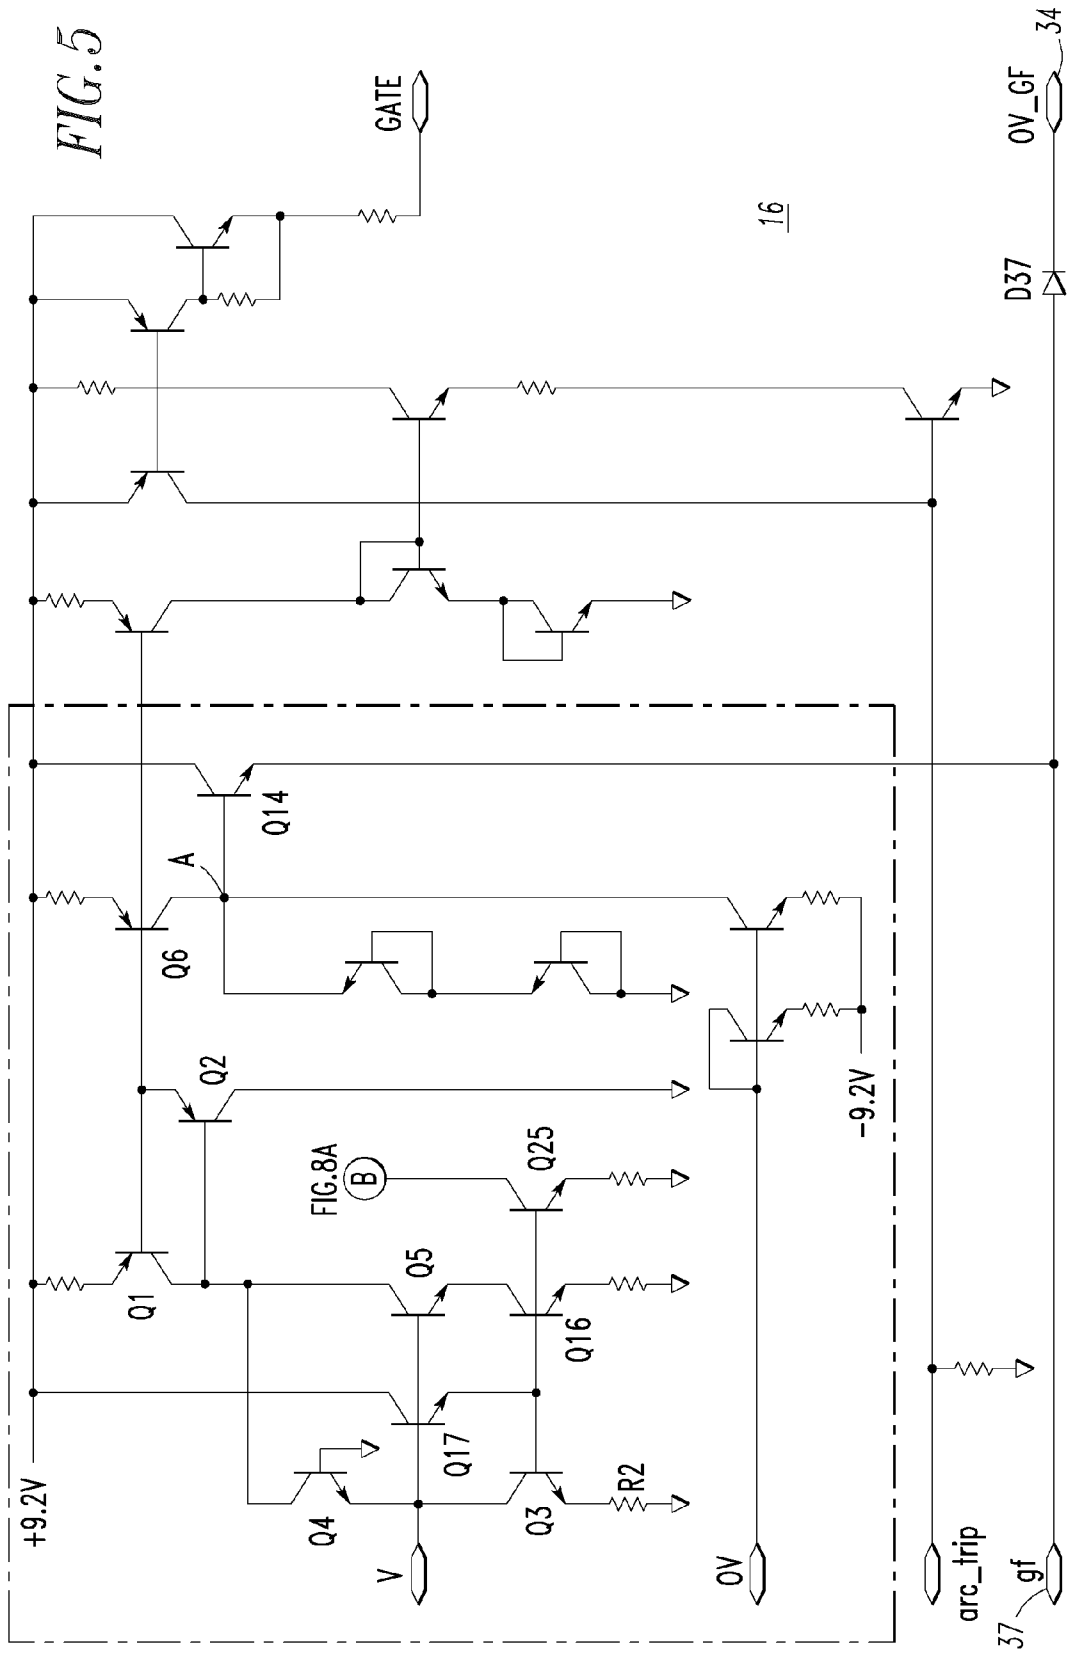 FIG.5
+9.2V
Q1
Q2
Q6
A
Q14
GATE
Q4
V
Q17
Q5
FIG.8A
B
Q3
R2
Q16
Q25
OV
-9.2V
16
arc_trip
37
gf
D37
OV_GF
34